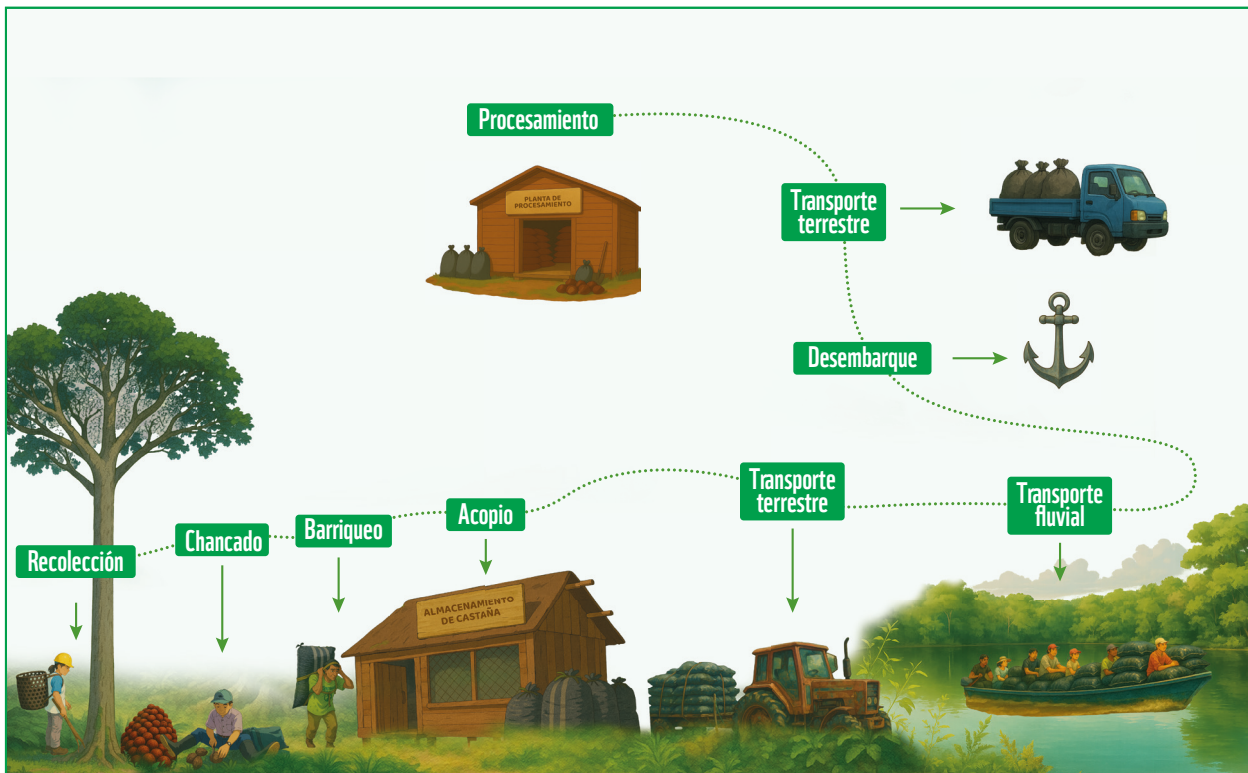 Procesamiento
PLANTA DE
PROCESAMIENTO
Transporte
terrestre
Desembarque
Transporte
terrestre
Transporte
fluvial
Acopio
Barriqueo
Chancado
Recolección
ALMACENAMIENTO
DE CASTAÑA